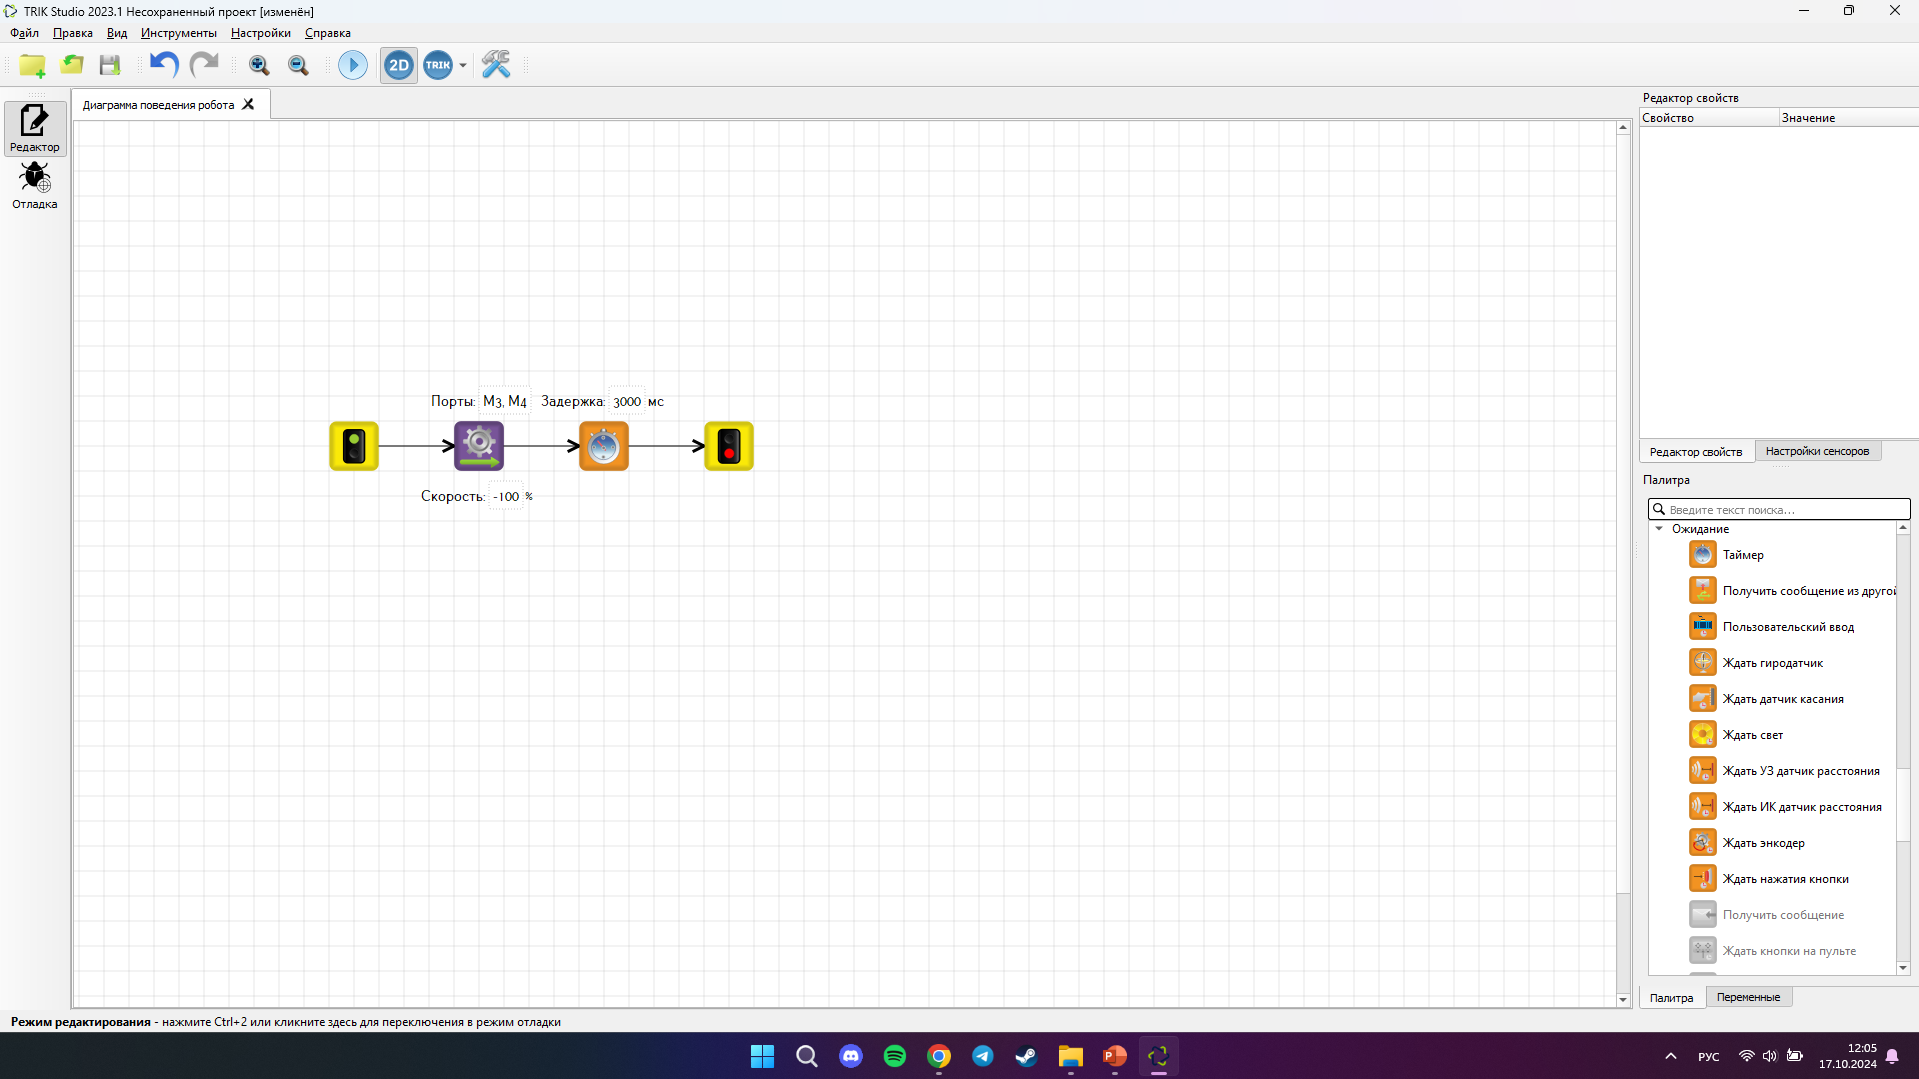 TRIK Studio 2023.1 Несохраненный проект [изменён]
Файл Правка Вид Инструменты Настройки Справка
2D TRIK
Диаграмма поведения робота
Редактор
Отладка
Порты: M3, M4 Задержка: 3000 мс
Скорость: -100 %
Редактор свойств
Свойство Значение
Редактор свойств Настройки сенсоров
Палитра
Введите текст поиска...
Ожидание
Таймер
Получить сообщение из другой
Пользовательский ввод
Ждать гиродатчик
Ждать датчик касания
Ждать свет
Ждать УЗ датчик расстояния
Ждать ИК датчик расстояния
Ждать энкодер
Ждать нажатия кнопки
Получить сообщение
Ждать кнопки на пульте
Палитра Переменные
Режим редактирования - нажмите Ctrl+2 или кликните здесь для переключения в режим отладки
РУС
12:05
17.10.2024